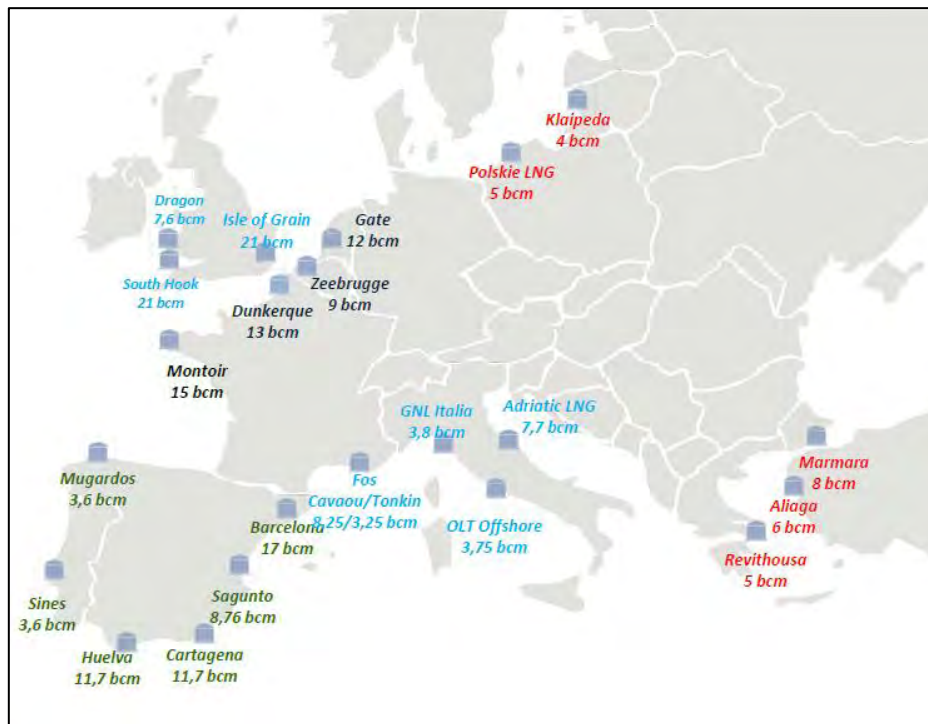 Klaipeda
4 bcm
Polskie LNG
5 bcm
Dragon
7,6 bcm
Isle of Grain
21 bcm
Gate
12 bcm
South Hook
21 bcm
Zeebrugge
9 bcm
Dunkerque
13 bcm
Montoir
15 bcm
GNL Italia
3,8 bcm
Adriatic LNG
7,7 bcm
Mugardos
3,6 bcm
Fos
Cavaou/Tonkin
8,25/3,25 bcm
Marmara
8 bcm
Aliaga
6 bcm
Barcelona
17 bcm
OLT Offshore
3,75 bcm
Revithousa
5 bcm
Sines
3,6 bcm
Sagunto
8,76 bcm
Huelva
11,7 bcm
Cartagena
11,7 bcm